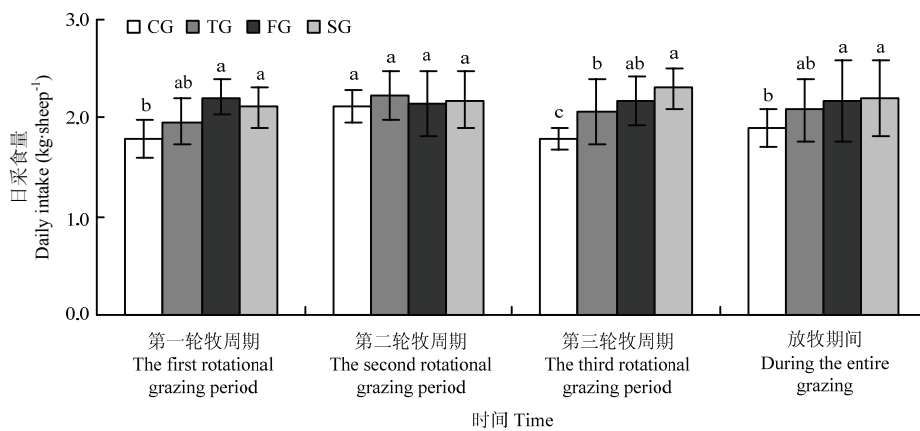 3.0
CG TG FG SG
a a a a a a
ab a a b ab ab
b b
c
2.0
1.0
0.0
日采食量
Daily intake (kg·sheep⁻¹)
第一轮牧周期
The first rotational
grazing period
第二轮牧周期
The second rotational
grazing period
第三轮牧周期
The third rotational
grazing period
放牧期间
During the entire
grazing
时间 Time